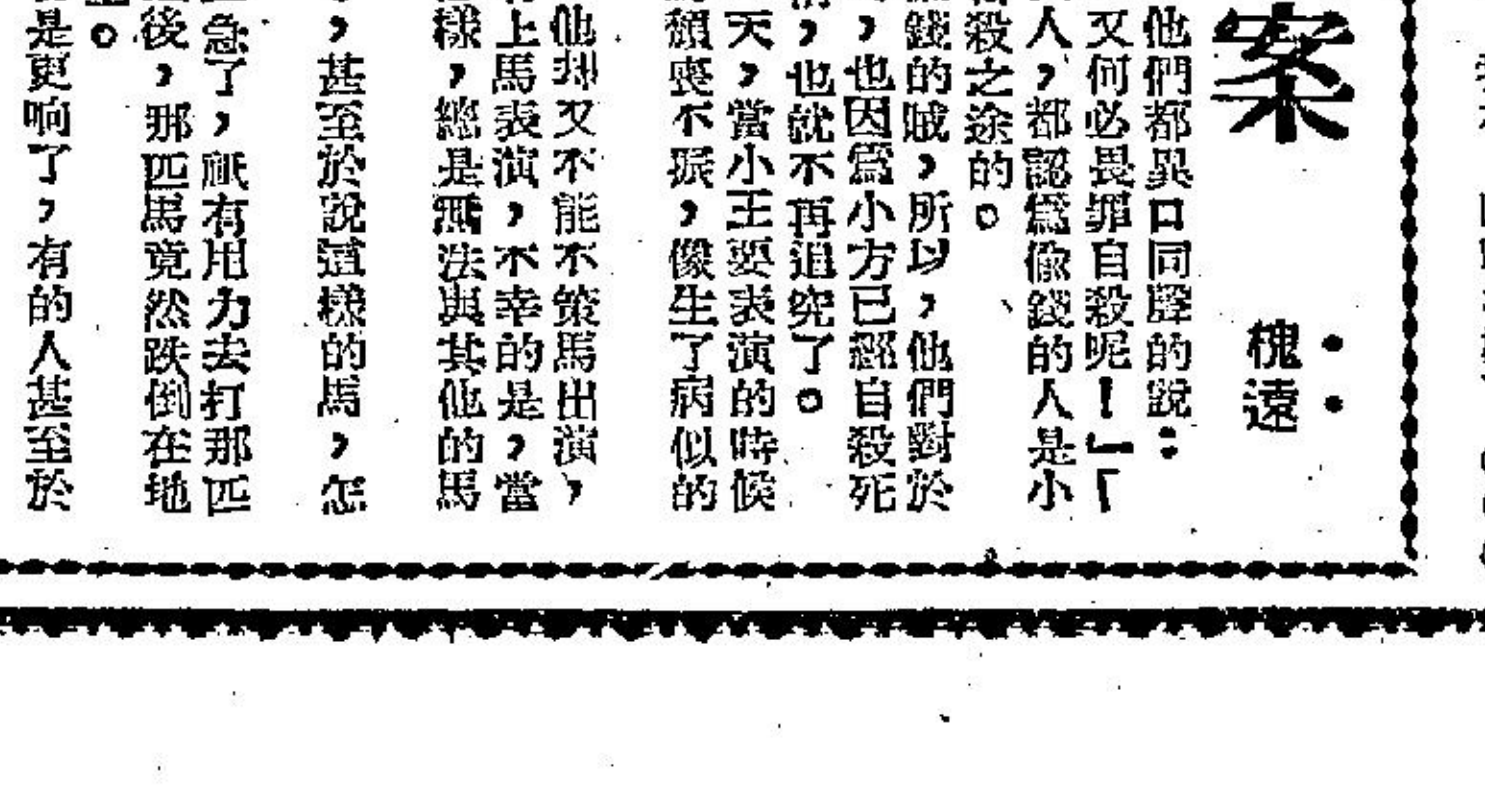 案
槐遠
他們都異口同聲的說：
又何必畏罪自殺呢！」「
人，都認爲偸錢的人是小
殺之途的。
錢的賊，所以，他們對於
，也因爲小方已經自殺死
，也就不再追究了。
天，當小王要表演的時候
頹喪不振，像生了病似的
他却又不能不策馬出演，
上馬表演，不幸的是，當
樣，總是無法與其他的馬
，甚至於說這樣的馬，怎
急了，祇有用力去打那匹
後，那匹馬竟然跌倒在地
。
是更响了，有的人甚至於